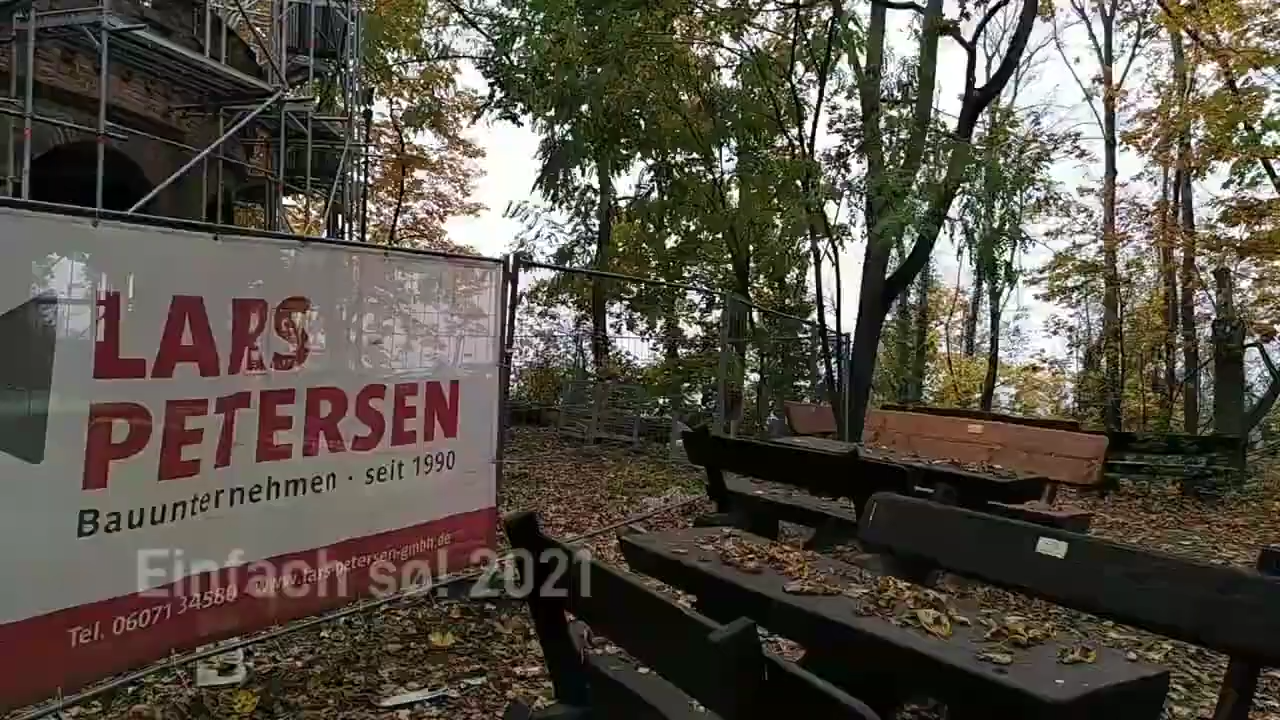 LARS
PETERSEN
Bauunternehmen · seit 1990
Tel. 06071 34580 www.lars-petersen-gmbh.de
Einfach so! 2021